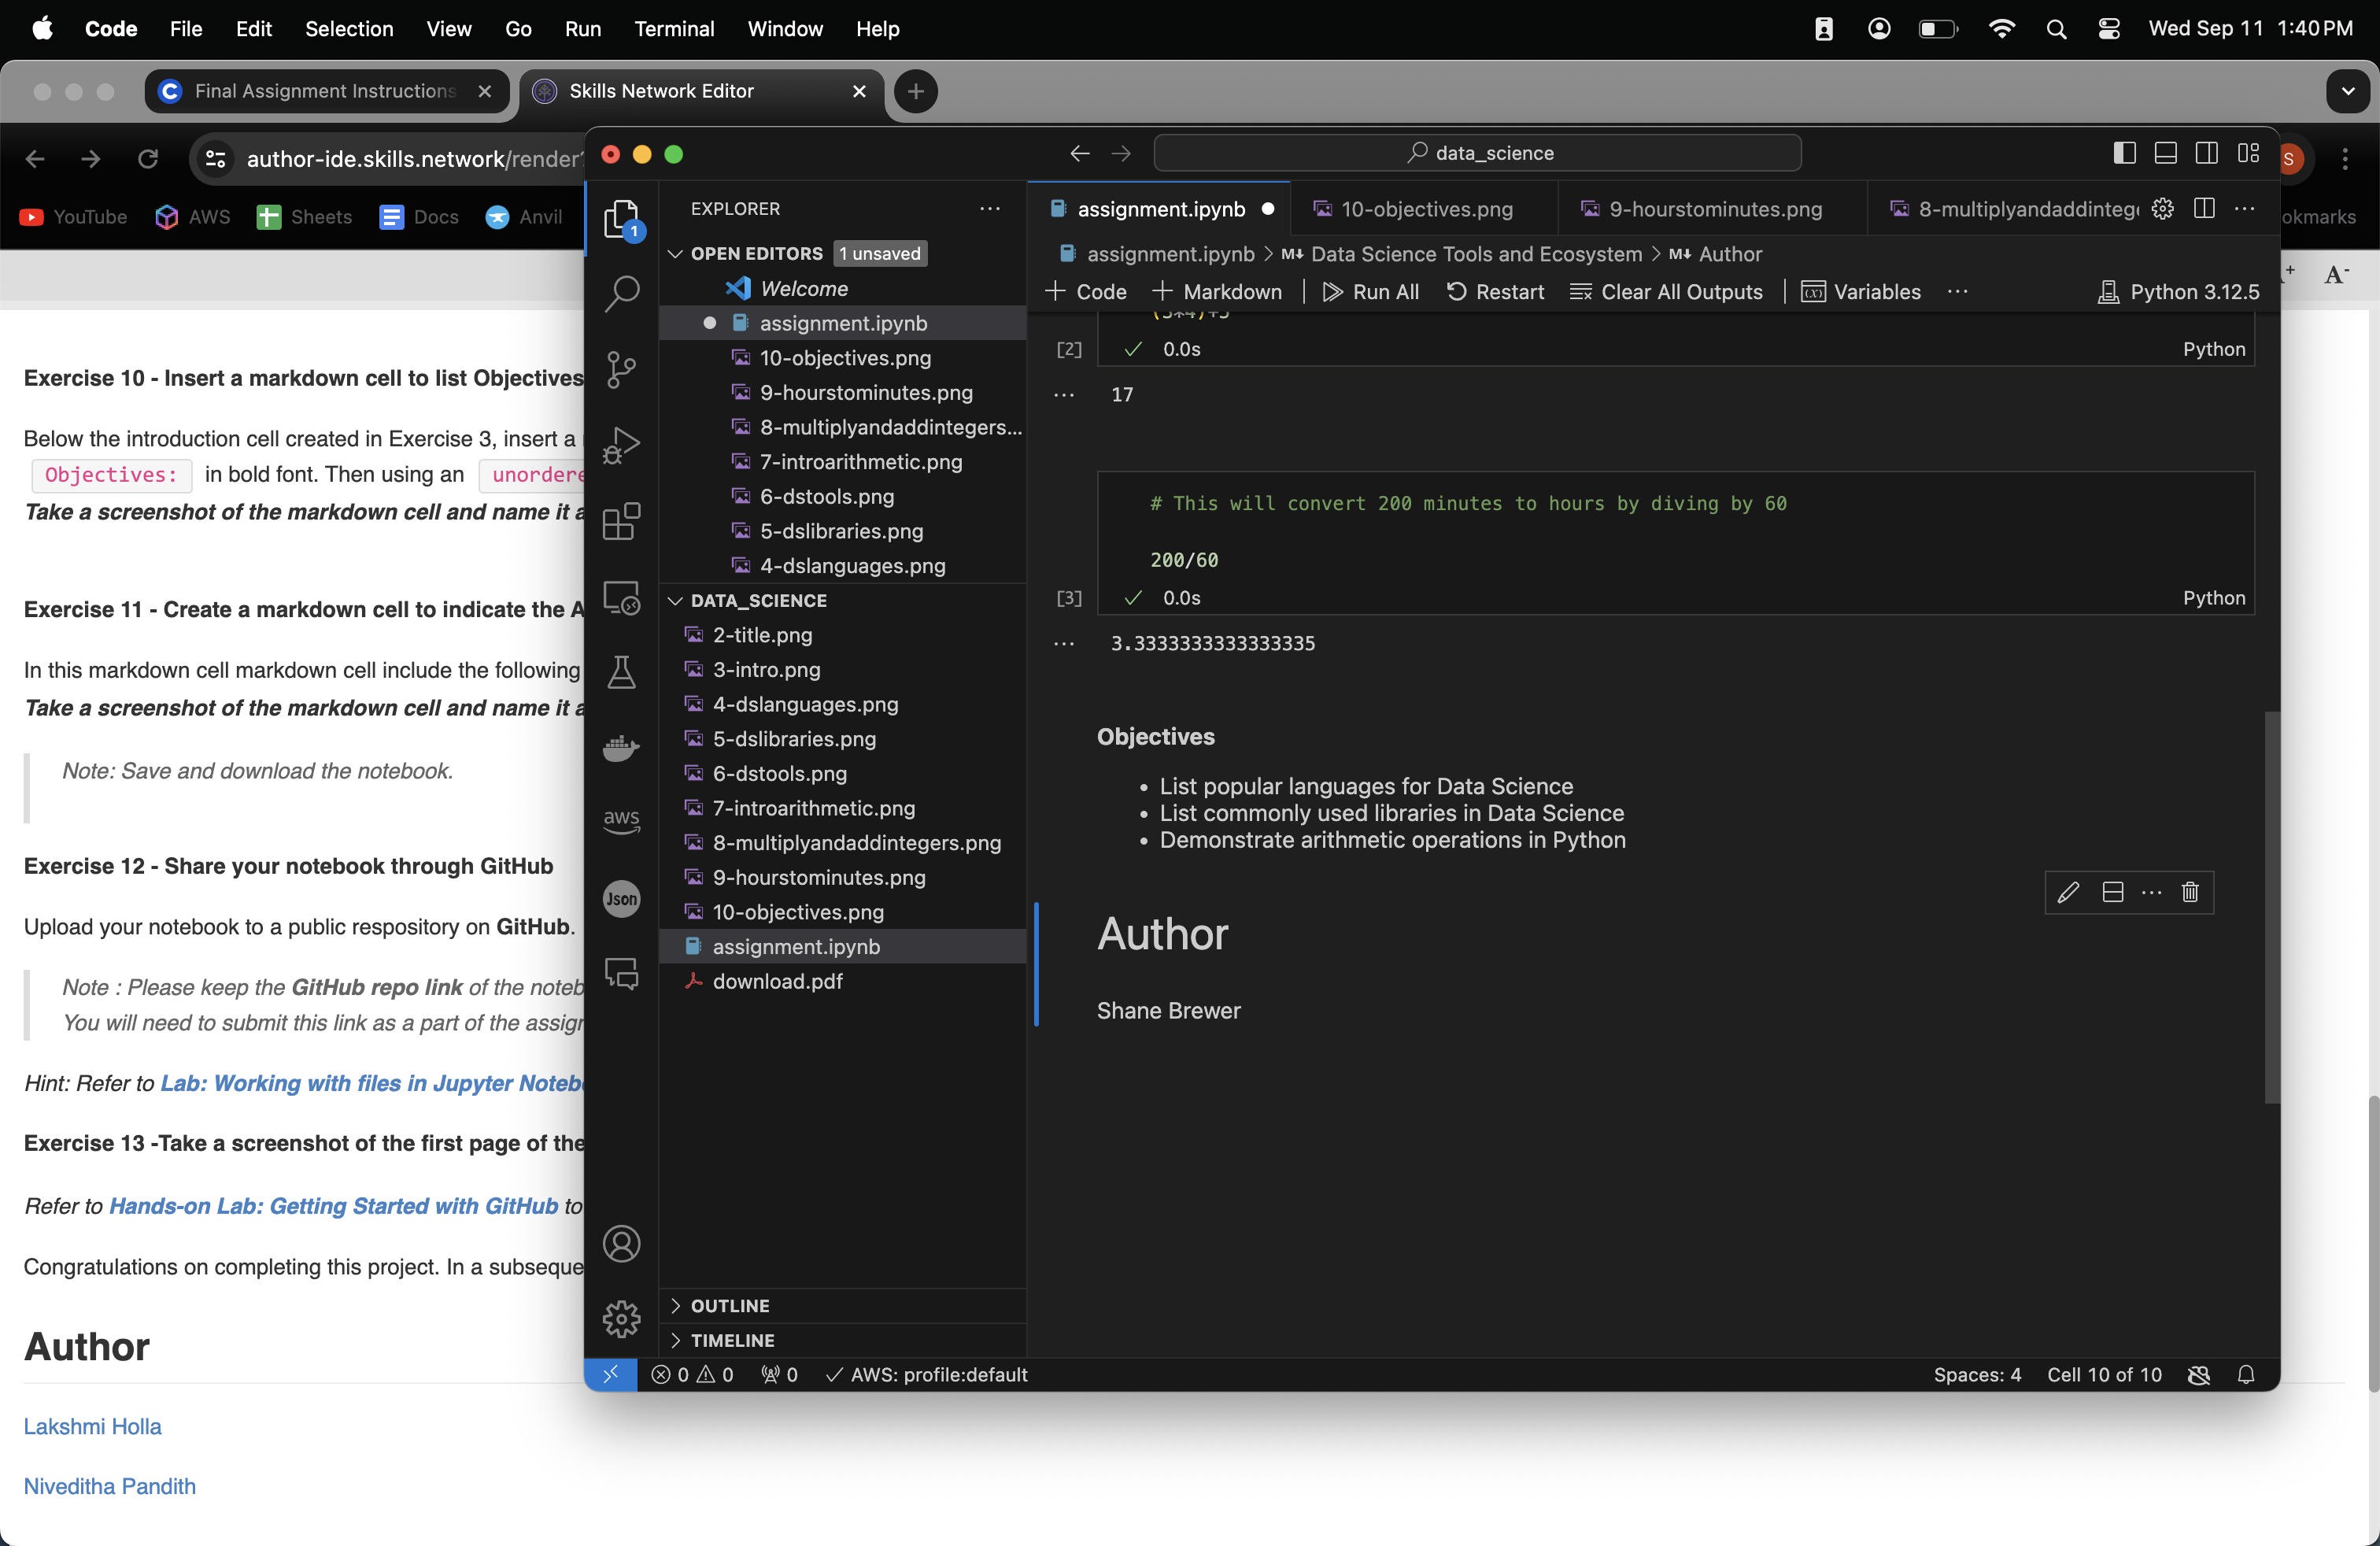 Code File Edit Selection View Go Run Terminal Window Help Wed Sep 11 1:40 PM
Final Assignment Instructions
Skills Network Editor
author-ide.skills.network/render?
S
YouTube AWS Sheets Docs Anvil
okmarks
A-
Exercise 10 - Insert a markdown cell to list Objectives
Below the introduction cell created in Exercise 3, insert a
Objectives: in bold font. Then using an unordere
Take a screenshot of the markdown cell and name it a
Exercise 11 - Create a markdown cell to indicate the A
In this markdown cell markdown cell include the following
Take a screenshot of the markdown cell and name it a
Note: Save and download the notebook.
Exercise 12 - Share your notebook through GitHub
Upload your notebook to a public respository on GitHub.
Note : Please keep the GitHub repo link of the noteb
You will need to submit this link as a part of the assign
Hint: Refer to Lab: Working with files in Jupyter Notebo
Exercise 13 -Take a screenshot of the first page of the
Refer to Hands-on Lab: Getting Started with GitHub to
Congratulations on completing this project. In a subseque
Author
Lakshmi Holla
Niveditha Pandith
data_science
1
aws
Json
EXPLORER
OPEN EDITORS 1 unsaved
Welcome
assignment.ipynb
10-objectives.png
9-hourstominutes.png
8-multiplyandaddintegers...
7-introarithmetic.png
6-dstools.png
5-dslibraries.png
4-dslanguages.png
DATA_SCIENCE
2-title.png
3-intro.png
4-dslanguages.png
5-dslibraries.png
6-dstools.png
7-introarithmetic.png
8-multiplyandaddintegers.png
9-hourstominutes.png
10-objectives.png
assignment.ipynb
download.pdf
OUTLINE
TIMELINE
assignment.ipynb 10-objectives.png 9-hourstominutes.png 8-multiplyandaddintege
assignment.ipynb > M↓ Data Science Tools and Ecosystem > M↓ Author
+ Code + Markdown Run All Restart Clear All Outputs Variables ... Python 3.12.5
(3*4)+5
[2] 0.0s Python
... 17
# This will convert 200 minutes to hours by diving by 60
200/60
[3] 0.0s Python
... 3.3333333333333335
Objectives
• List popular languages for Data Science
• List commonly used libraries in Data Science
• Demonstrate arithmetic operations in Python
Author
Shane Brewer
0 0 0 AWS: profile:default Spaces: 4 Cell 10 of 10